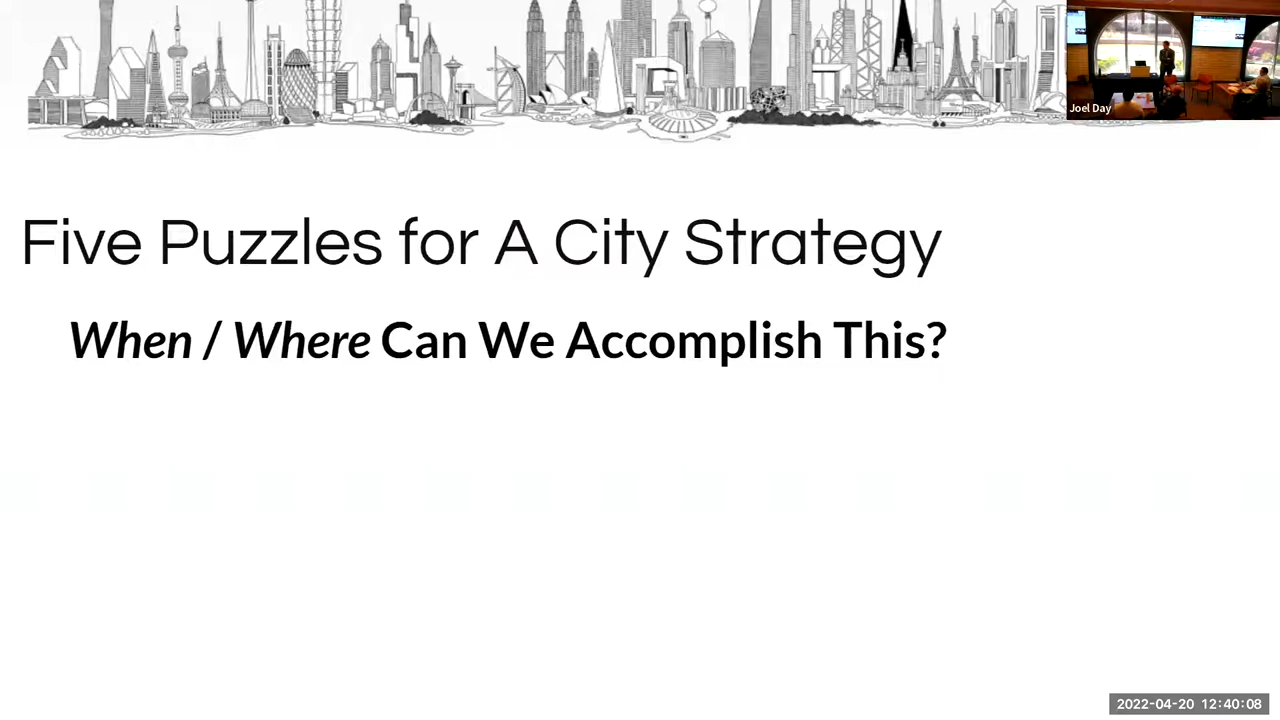 Joel Day
Five Puzzles for A City Strategy
When / Where Can We Accomplish This?
2022-04-20 12:40:08